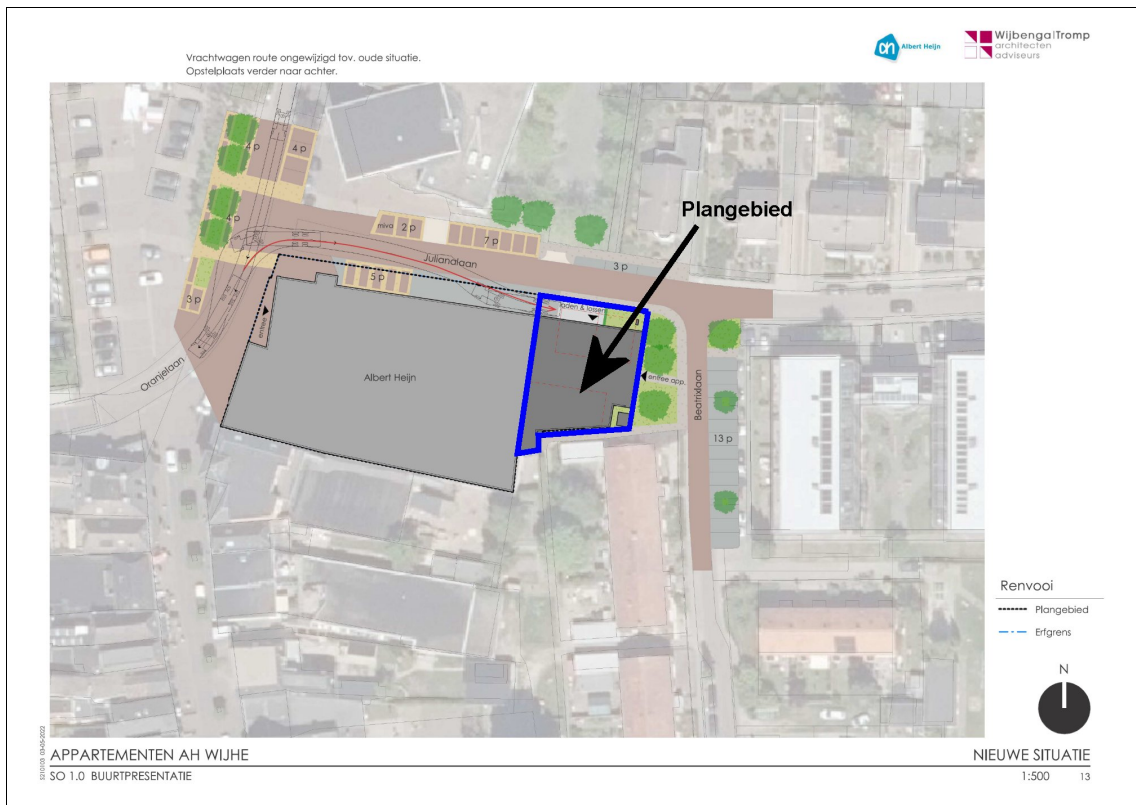 Vrachtwagen route ongewijzigd tov. oude situatie.
Opstelplaats verder naar achter.
ah Albert Heijn
Wijbenga|Tromp
architecten
adviseurs
4 p
4 p
4 p
3 p
miva 2 p
7 p
Julianalaan
5 p
3 p
Plangebied
laden & lossen
entree
Oranjelaan
Albert Heijn
entree app.
Beatrixlaan
13 p
Renvooi
Plangebied
Erfgrens
N
APPARTEMENTEN AH WIJHE
NIEUWE SITUATIE
SO 1.0 BUURTPRESENTATIE
1:500 13